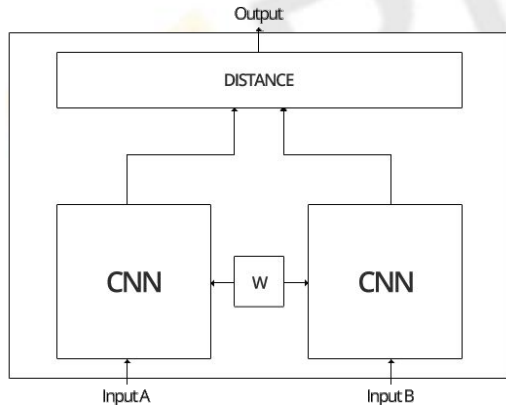 Output
DISTANCE
CNN
W
CNN
Input A
Input B